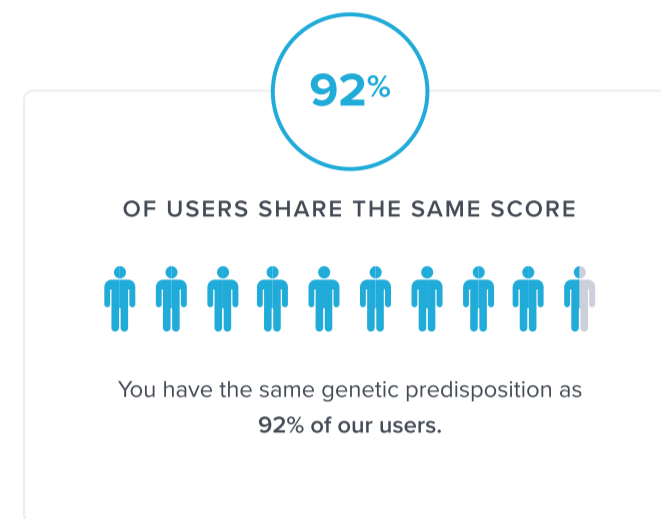 92%
OF USERS SHARE THE SAME SCORE
You have the same genetic predisposition as
92% of our users.